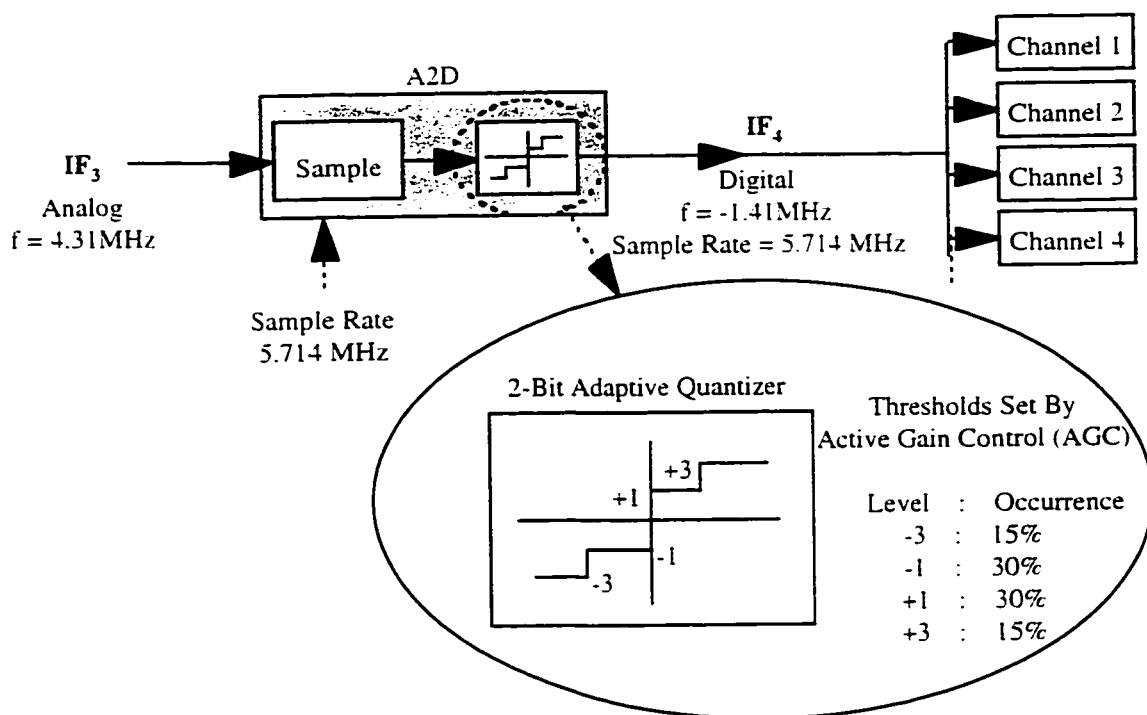 A2D
Sample
IF3
Analog
f = 4.31MHz
Sample Rate
5.714 MHz
IF4
Digital
f = -1.41MHz
Sample Rate = 5.714 MHz
Channel 1
Channel 2
Channel 3
Channel 4
2-Bit Adaptive Quantizer
+3
+1
-1
-3
Thresholds Set By
Active Gain Control (AGC)
Level : Occurrence
-3 : 15%
-1 : 30%
+1 : 30%
+3 : 15%